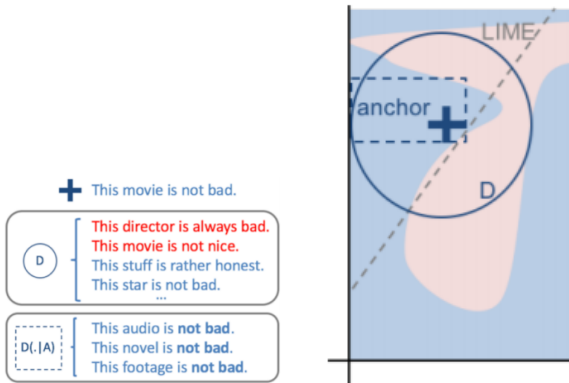 This movie is not bad.
D
This director is always bad.
This movie is not nice.
This stuff is rather honest.
This star is not bad.
...
D(.|A)
This audio is not bad.
This novel is not bad.
This footage is not bad.
LIME
anchor
D